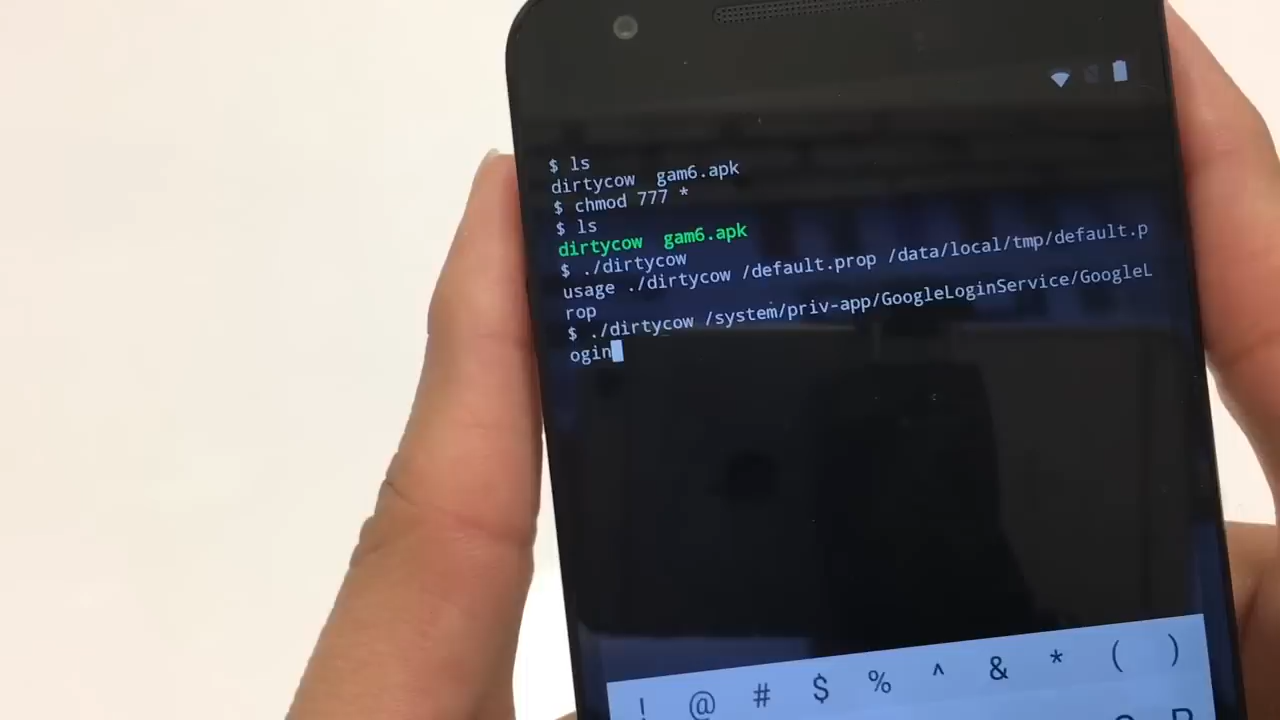 $ ls
dirtycow  gam6.apk
$ chmod 777 *
$ ls
dirtycow  gam6.apk
$ ./dirtycow
usage ./dirtycow /default.prop /data/local/tmp/default.p
rop
$ ./dirtycow /system/priv-app/GoogleLoginService/GoogleL
ogin
! @ # $ % ^ & * ( )